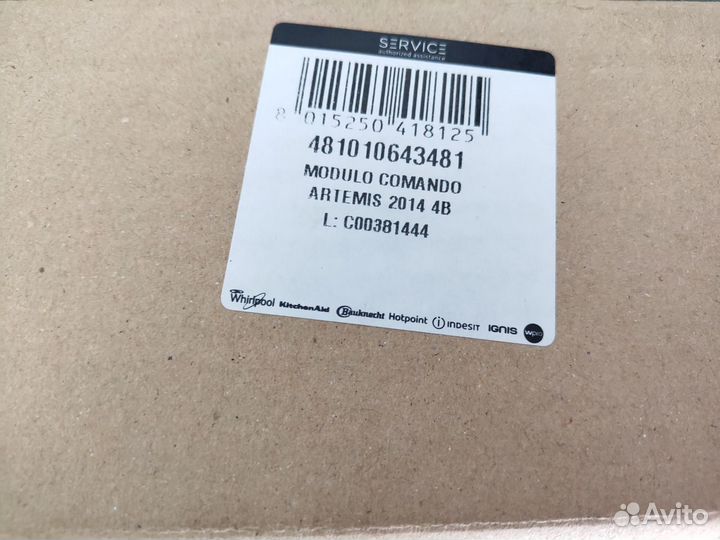 SERVICE
authorized assistance
8 015250 418125
481010643481
MODULO COMANDO
ARTEMIS 2014 4B
L: C00381444
Whirlpool KitchenAid Bauknecht Hotpoint i INDESIT IGNIS wpro
Avito